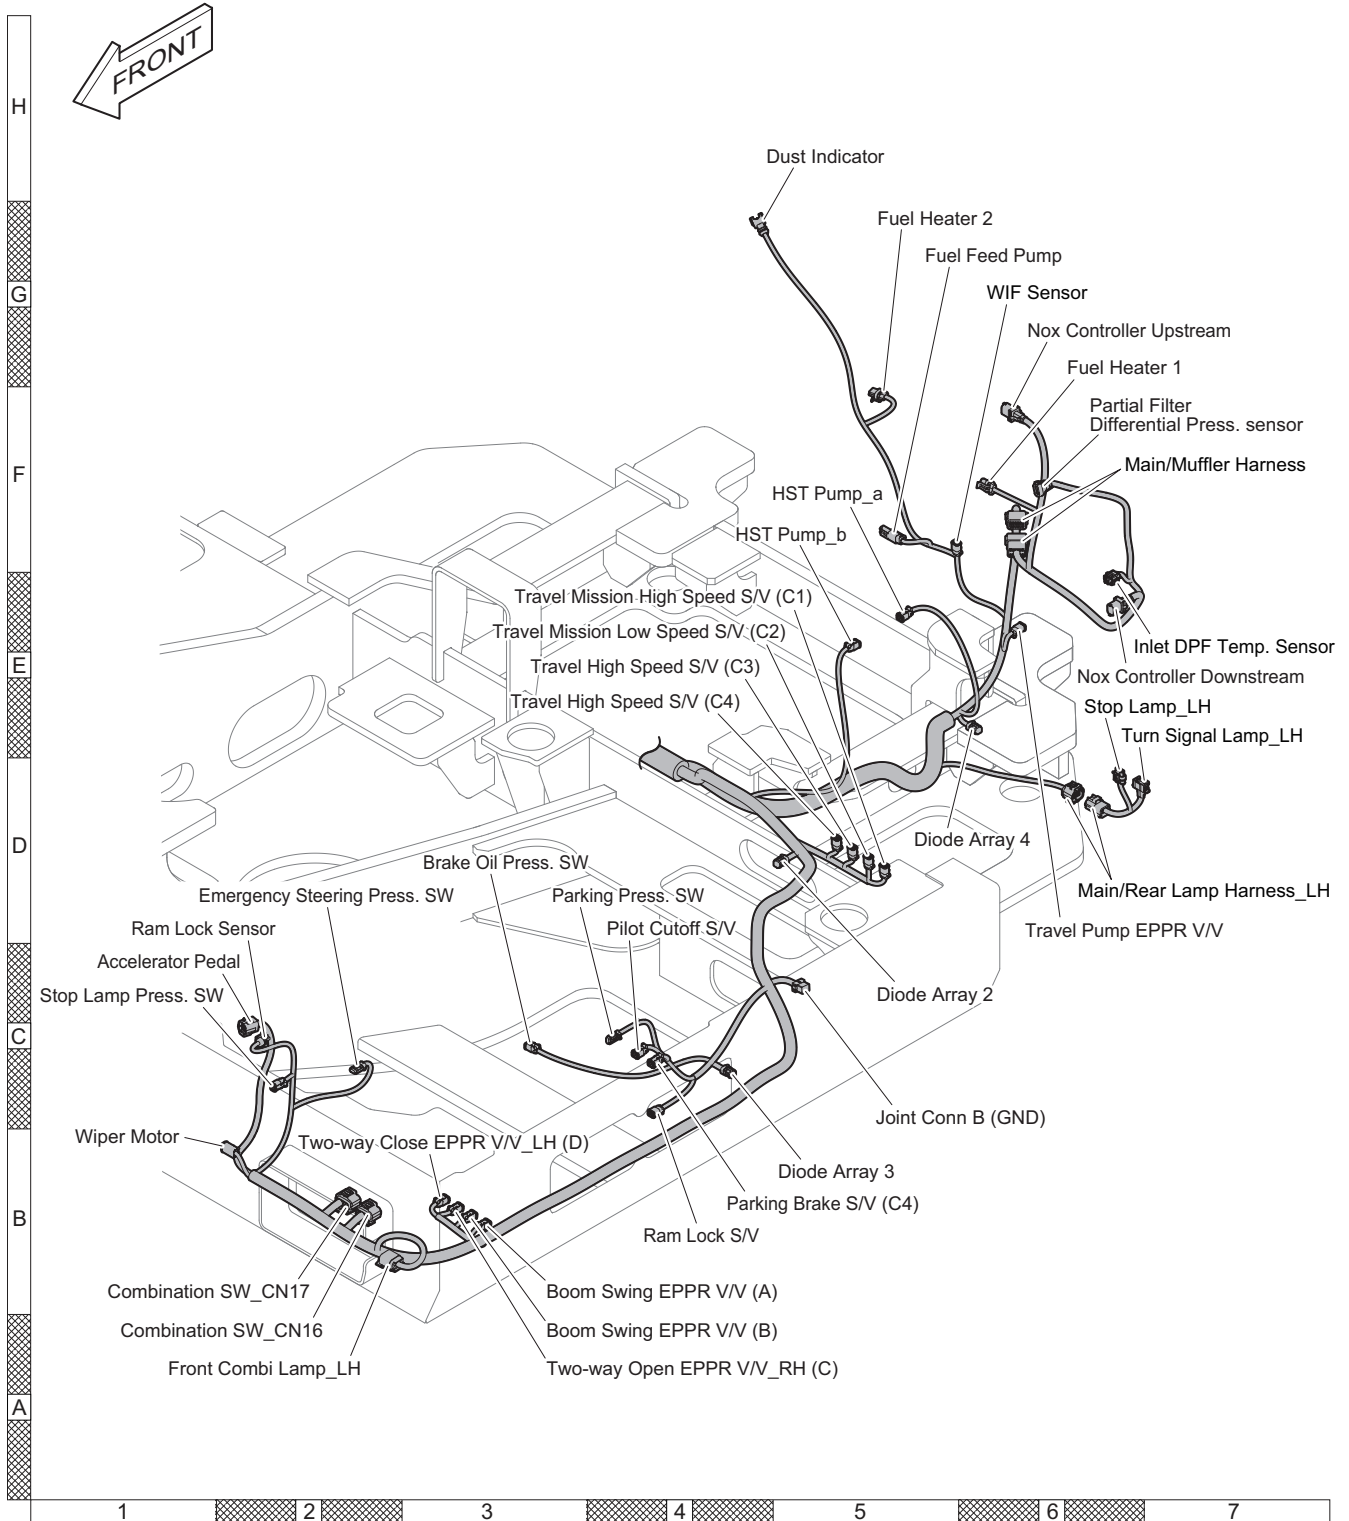 FRONT
H
Dust Indicator
Fuel Heater 2
Fuel Feed Pump
G
WIF Sensor
Nox Controller Upstream
Fuel Heater 1
Partial Filter
Differential Press. sensor
F
Main/Muffler Harness
HST Pump_a
HST Pump_b
Travel Mission High Speed S/V (C1)
Travel Mission Low Speed S/V (C2)
Inlet DPF Temp. Sensor
E
Travel High Speed S/V (C3)
Nox Controller Downstream
Travel High Speed S/V (C4)
Stop Lamp_LH
Turn Signal Lamp_LH
D
Diode Array 4
Brake Oil Press. SW
Emergency Steering Press. SW
Parking Press. SW
Main/Rear Lamp Harness_LH
Ram Lock Sensor
Pilot Cutoff S/V
Travel Pump EPPR V/V
Accelerator Pedal
Stop Lamp Press. SW
Diode Array 2
C
Joint Conn B (GND)
Wiper Motor
Two-way Close EPPR V/V_LH (D)
Diode Array 3
Parking Brake S/V (C4)
B
Ram Lock S/V
Combination SW_CN17
Boom Swing EPPR V/V (A)
Combination SW_CN16
Boom Swing EPPR V/V (B)
Front Combi Lamp_LH
Two-way Open EPPR V/V_RH (C)
A
1 2 3 4 5 6 7